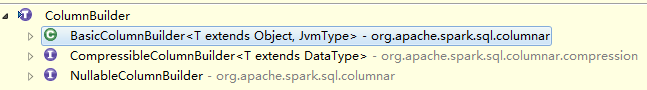 ColumnBuilder
BasicColumnBuilder<T extends Object, JvmType> - org.apache.spark.sql.columnar
CompressibleColumnBuilder<T extends DataType> - org.apache.spark.sql.columnar.compression
NullableColumnBuilder - org.apache.spark.sql.columnar